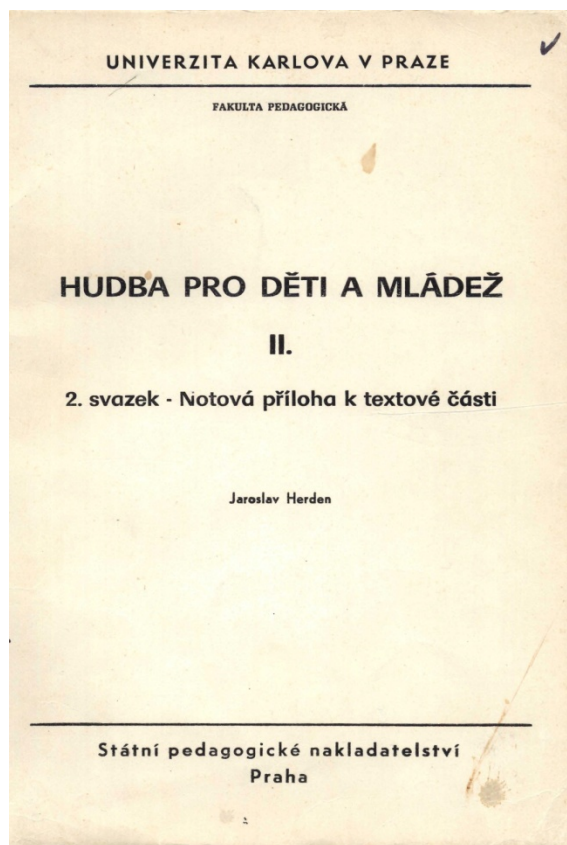 UNIVERZITA KARLOVA V PRAZE
FAKULTA PEDAGOGICKÁ
HUDBA PRO DĚTI A MLÁDEŽ
II.
2. svazek - Notová příloha k textové části
Jaroslav Herden
Státní pedagogické nakladatelství
Praha